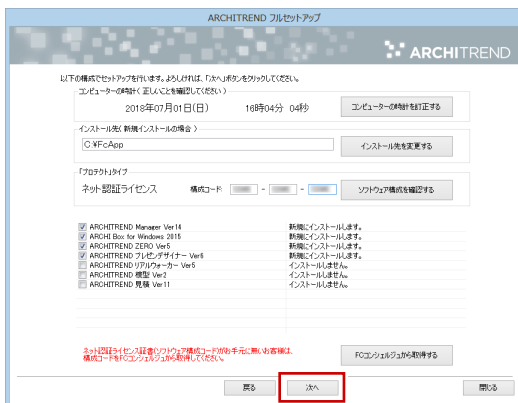 ARCHITREND フルセットアップ
ARCHITREND
以下の構成でセットアップを行います。よろしければ、「次へ」ボタンをクリックしてください。
コンピューターの時計( 正しいことを確認してください )
2018年07月01日(日) 16時04分 04秒 コンピューターの時計を訂正する
インストール先( 新規インストールの場合 )
C:¥FcApp インストール先を変更する
「プロテクト」タイプ
ネット認証ライセンス 構成コード - - ソフトウェア構成を確認する
ARCHITREND Manager Ver14 新規にインストールします。
ARCHI Box for Windows 2015 新規にインストールします。
ARCHITREND ZERO Ver5 新規にインストールします。
ARCHITREND プレゼンデザイナー Ver6 新規にインストールします。
ARCHITREND リアルウォーカー Ver5 インストールしません。
ARCHITREND 模型 Ver2 インストールしません。
ARCHITREND 見積 Ver11 インストールしません。
ネット認証ライセンス証書(ソフトウェア構成コード)がお手元に無いお客様は、
構成コードをFCコンシェルジュから取得してください。 FCコンシェルジュから取得する
戻る 次へ 閉じる